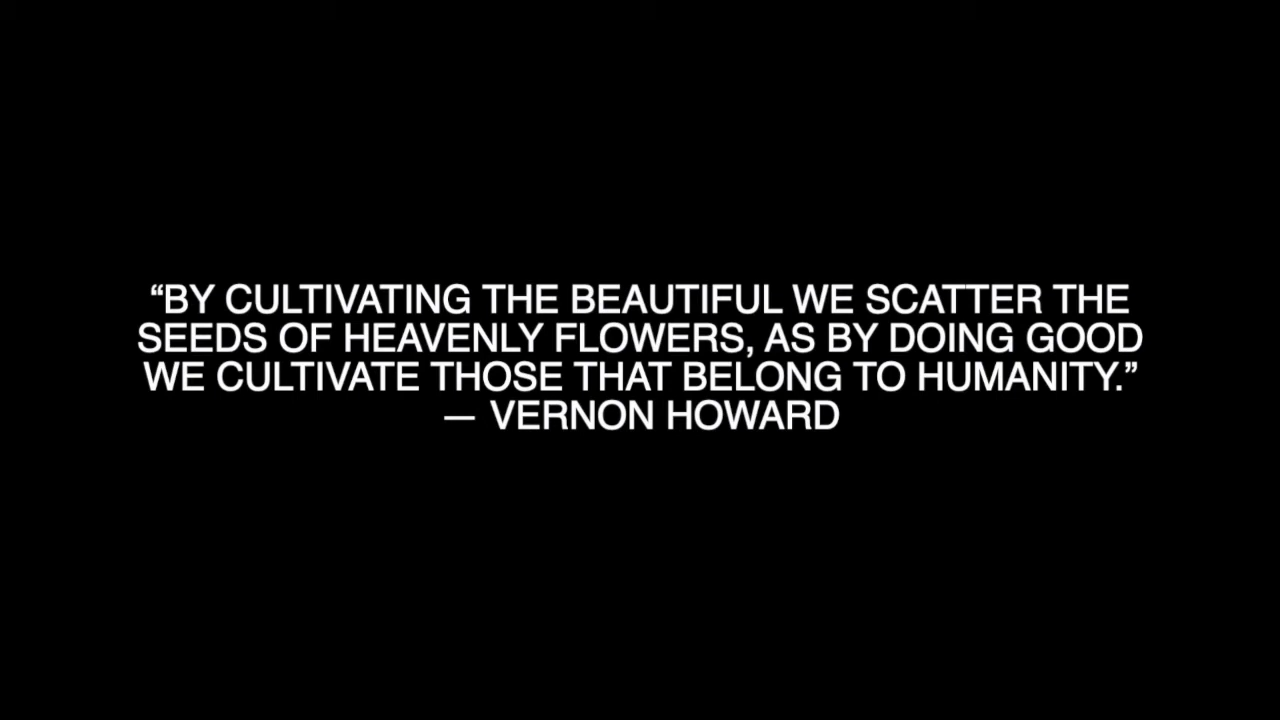 “BY CULTIVATING THE BEAUTIFUL WE SCATTER THE
SEEDS OF HEAVENLY FLOWERS, AS BY DOING GOOD
WE CULTIVATE THOSE THAT BELONG TO HUMANITY.”
— VERNON HOWARD